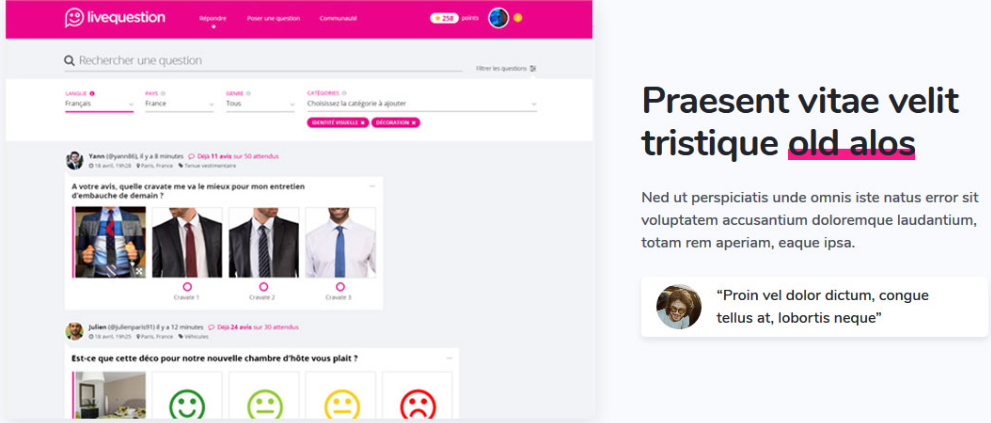 livequestion
Répondre
Poser une question
Communauté
258 points
Rechercher une question
Filtrer les questions
LANGUE
PAYS
GENRE
CATÉGORIES
Français
France
Tous
Choisissez la catégorie à ajouter
IDENTITÉ VISUELLE ×
DÉCORATION ×
Yann (@yann86), il y a 8 minutes Déjà 11 avis sur 50 attendus
18 avril, 19h28 Paris, France Tenue vestimentaire
A votre avis, quelle cravate me va le mieux pour mon entretien
d'embauche de demain ?
Cravate 1
Cravate 2
Cravate 3
Julien (@julienparis91) il y a 12 minutes Déjà 24 avis sur 30 attendus
18 avril, 19h25 Paris, France Véhicules
Est-ce que cette déco pour notre nouvelle chambre d'hôte vous plait ?
Praesent vitae velit
tristique old alos
Ned ut perspiciatis unde omnis iste natus error sit
voluptatem accusantium doloremque laudantium,
totam rem aperiam, eaque ipsa.
“Proin vel dolor dictum, congue
tellus at, lobortis neque”